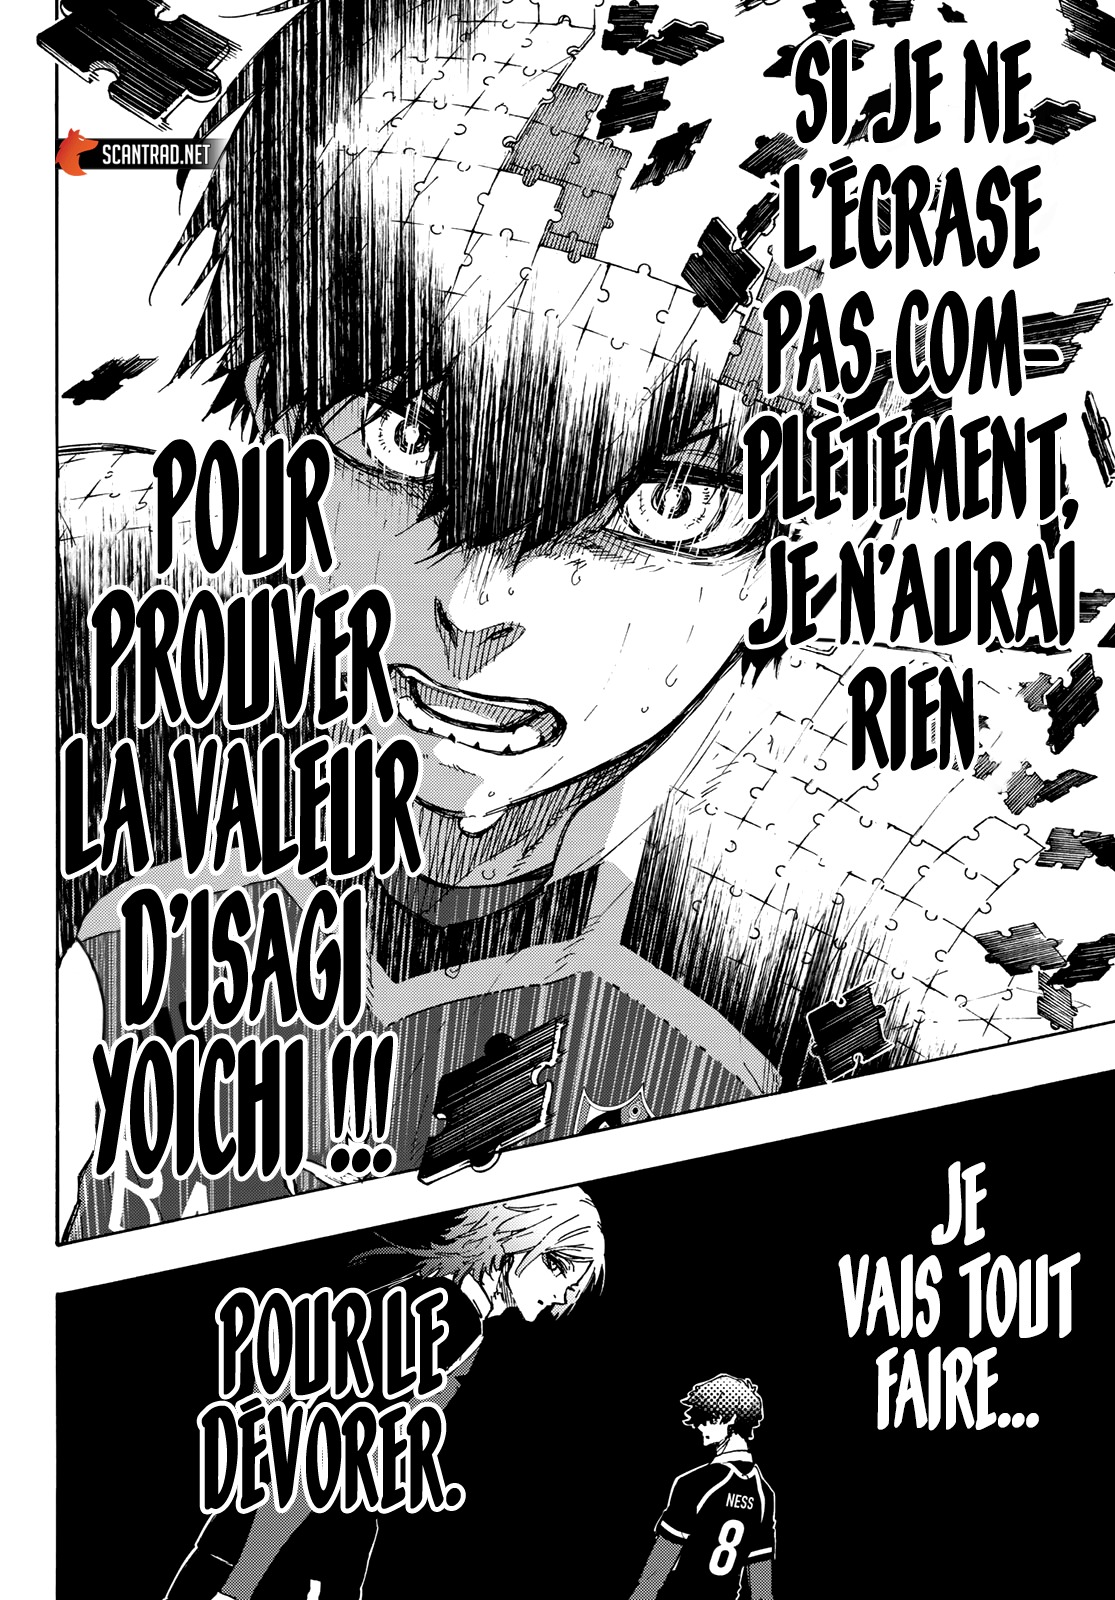 SCANTRAD.NET
SI JE NE
L'ÉCRASE
PAS COM-
PLÈTEMENT,
JE N'AURAI
RIEN
POUR
PROUVER
LA VALEUR
D'ISAGI
YOICHI !!!
JE
VAIS TOUT
FAIRE...
POUR LE
DÉVORER.
NESS
8